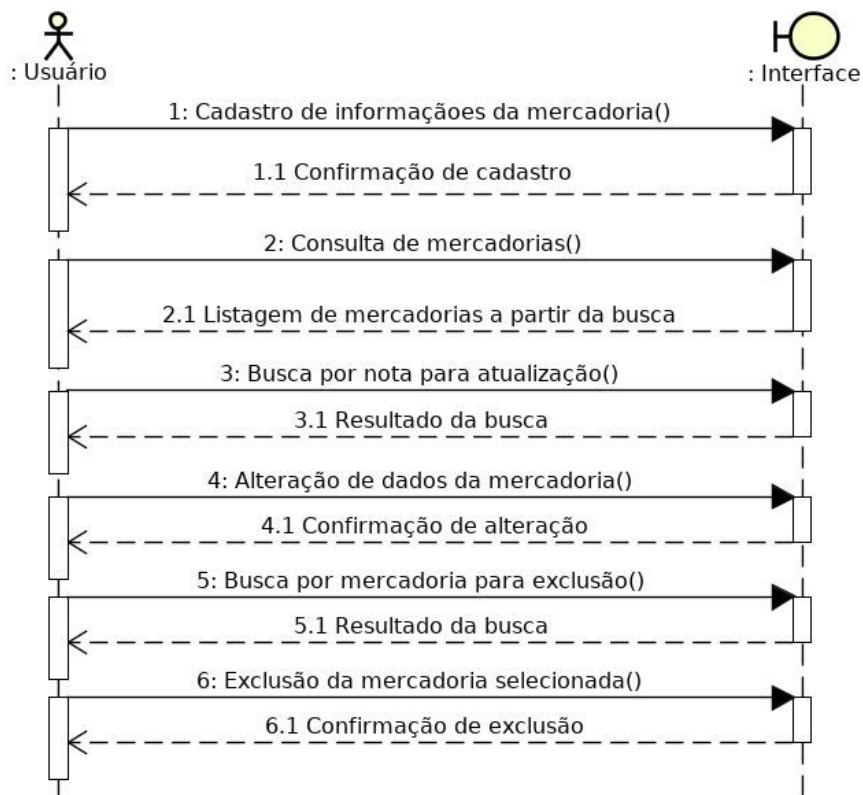 : Usuário
: Interface
1: Cadastro de informaçãoes da mercadoria()
1.1 Confirmação de cadastro
2: Consulta de mercadorias()
2.1 Listagem de mercadorias a partir da busca
3: Busca por nota para atualização()
3.1 Resultado da busca
4: Alteração de dados da mercadoria()
4.1 Confirmação de alteração
5: Busca por mercadoria para exclusão()
5.1 Resultado da busca
6: Exclusão da mercadoria selecionada()
6.1 Confirmação de exclusão